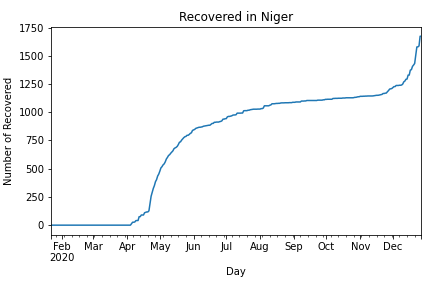 Recovered in Niger
1750
1500
1250
1000
750
500
250
0
Number of Recovered
Feb Mar Apr May Jun Jul Aug Sep Oct Nov Dec
2020
Day